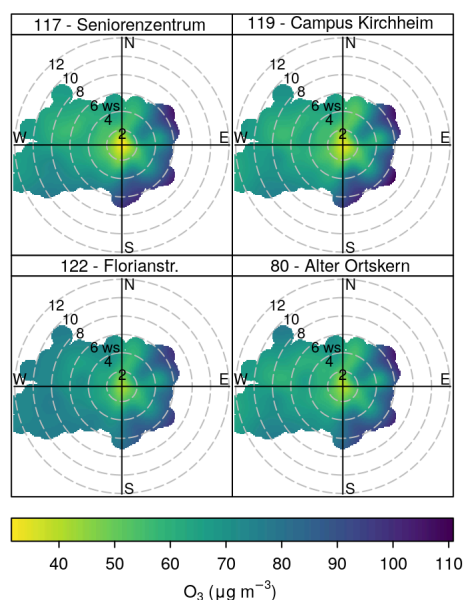 117 - Seniorenzentrum
119 - Campus Kirchheim
N
12
10
8
6 ws
4
2
W
E
S
N
12
10
8
6 ws
4
2
W
E
S
122 - Florianstr.
80 - Alter Ortskern
N
12
10
8
6 ws
4
2
W
E
S
N
12
10
8
6 ws
4
2
W
E
S
40 50 60 70 80 90 100 110
O₃ (μg m⁻³)